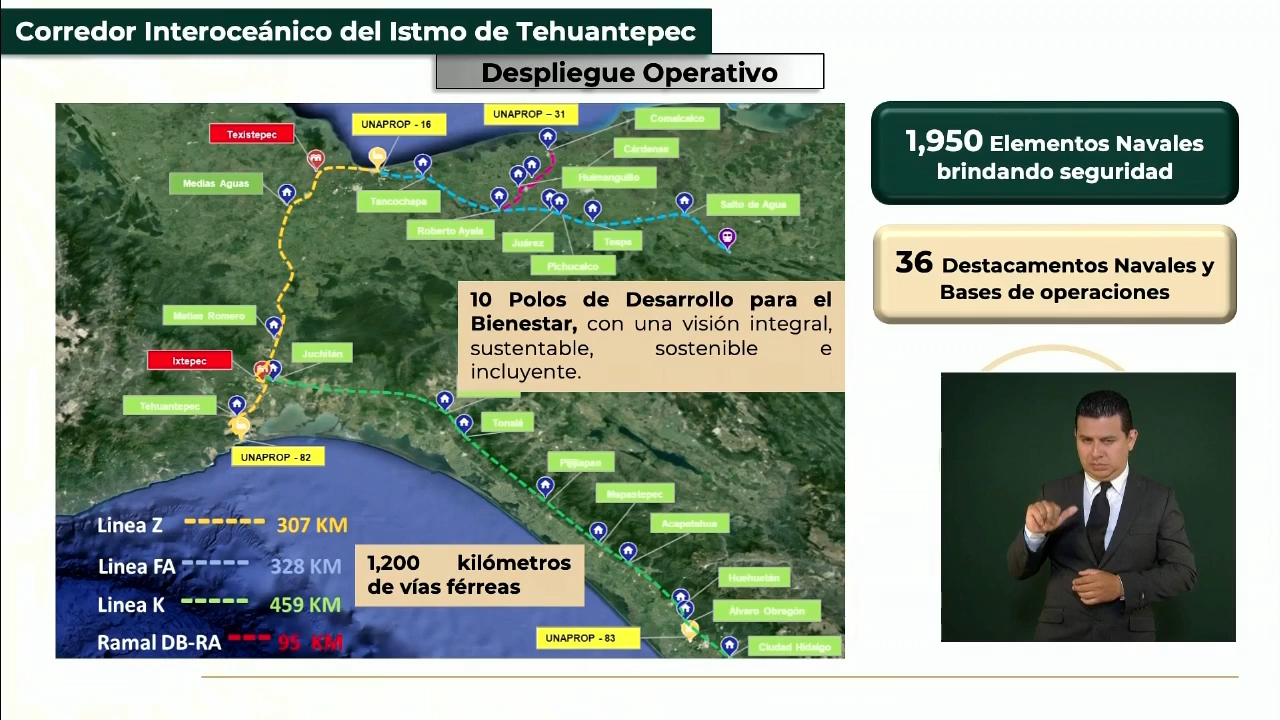 Corredor Interoceánico del Istmo de Tehuantepec
Despliegue Operativo
Texistepec
UNAPROP - 16
UNAPROP – 31
Comalcalco
Cárdenas
Huimanguillo
Medias Aguas
Tancochapa
Salto de Agua
Roberto Ayala
Juárez
Teapa
Pichucalco
Matías Romero
Ixtepec
Juchitán
Tehuantepec
UNAPROP - 82
Tonalá
Pijijiapan
Mapastepec
Acapetahua
Huehuetán
Álvaro Obregón
UNAPROP - 83
Ciudad Hidalgo
10 Polos de Desarrollo para el
Bienestar, con una visión integral,
sustentable, sostenible e
incluyente.
Linea Z 307 KM
Linea FA 328 KM
Linea K 459 KM
Ramal DB-RA 95 KM
1,200 kilómetros
de vías férreas
1,950 Elementos Navales
brindando seguridad
36 Destacamentos Navales y
Bases de operaciones